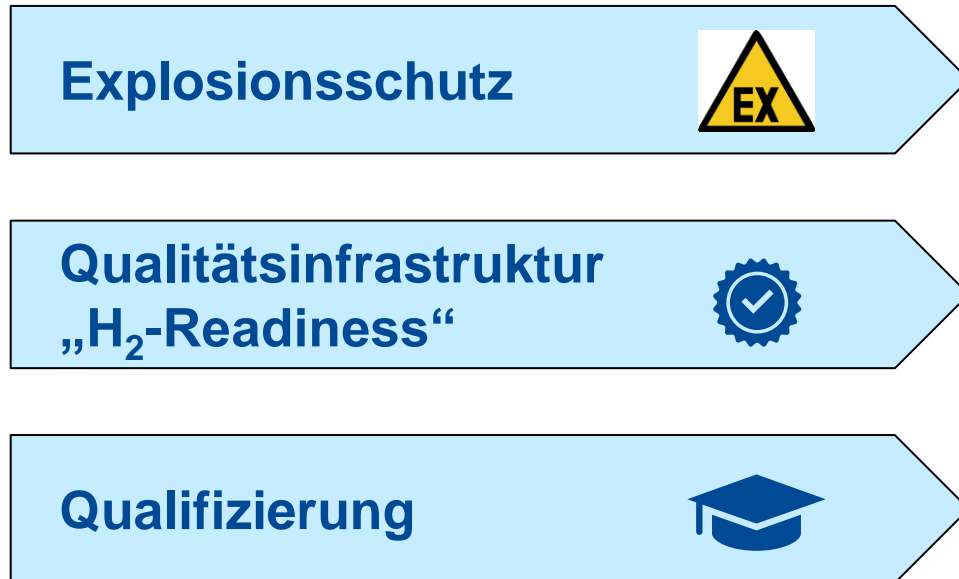 Explosionsschutz
EX
Qualitätsinfrastruktur
„H₂-Readiness“
Qualifizierung